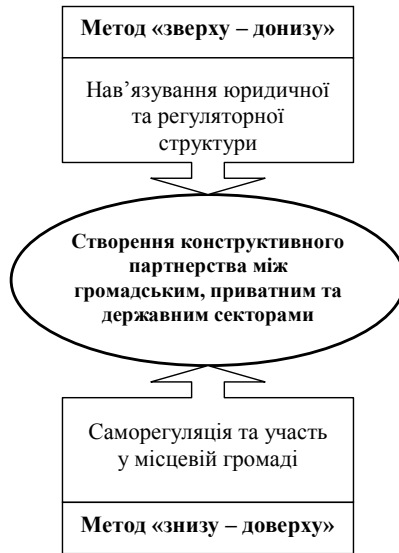 Метод «зверху – донизу»
Нав’язування юридичної
та регуляторної
структури
Створення конструктивного
партнерства між
громадським, приватним та
державним секторами
Саморегуляція та участь
у місцевій громаді
Метод «знизу – доверху»